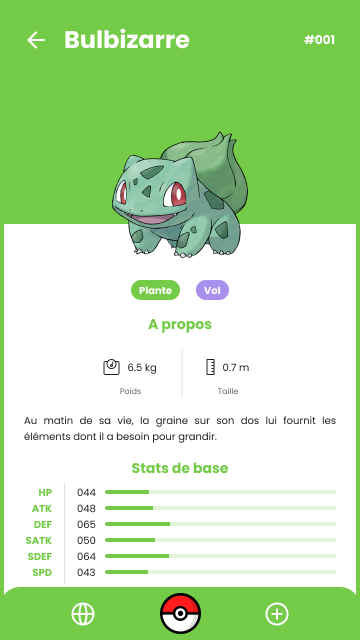 Bulbizarre #001
Plante Vol
A propos
6.5 kg 0.7 m
Poids Taille
Au matin de sa vie, la graine sur son dos lui fournit les
éléments dont il a besoin pour grandir.
Stats de base
HP 044
ATK 048
DEF 065
SATK 050
SDEF 064
SPD 043